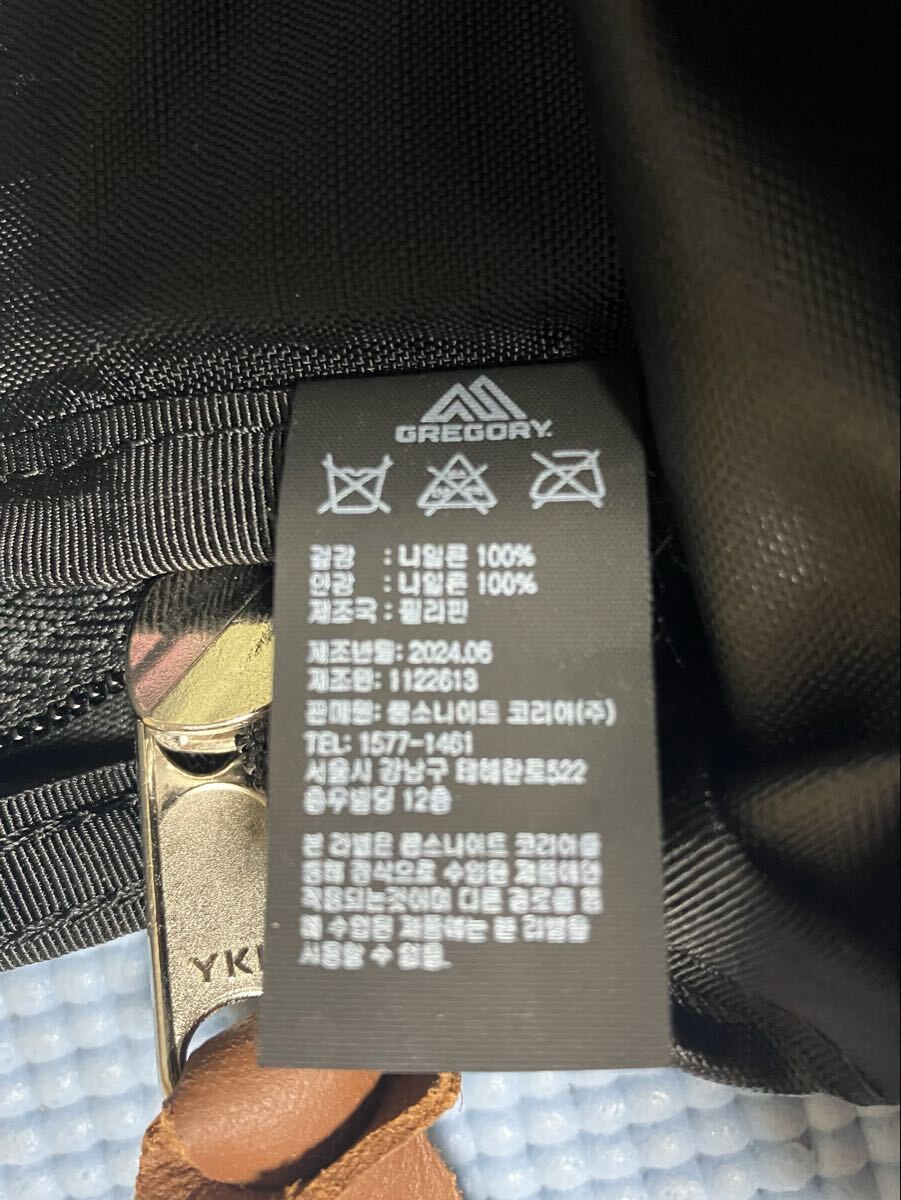 GREGORY.
겉감 : 나일론 100%
안감 : 나일론 100%
제조국 : 필리핀
제조년월: 2024.06
제조원: 1122613
판매원: 쌤소나이트 코리아(주)
TEL: 1577-1461
서울시 강남구 테헤란로522
홍우빌딩 12층
본 라벨은 쌤소나이트 코리아를
통해 정식으로 수입된 제품에만
적용되는것이며 다른 경로를 통
해 수입된 제품에는 본 라벨을
사용할 수 없음.
YK